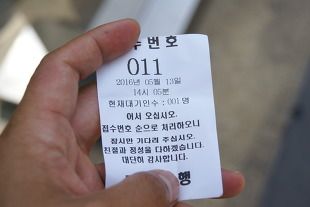 수번호
011
2016년 05월 13일
14시 05분
현재대기인수 : 001명
어서 오십시오.
접수번호 순으로 처리하오니
잠시만 기다려 주십시오.
친절과 정성을 다하겠습니다.
대단히 감사합니다.
행